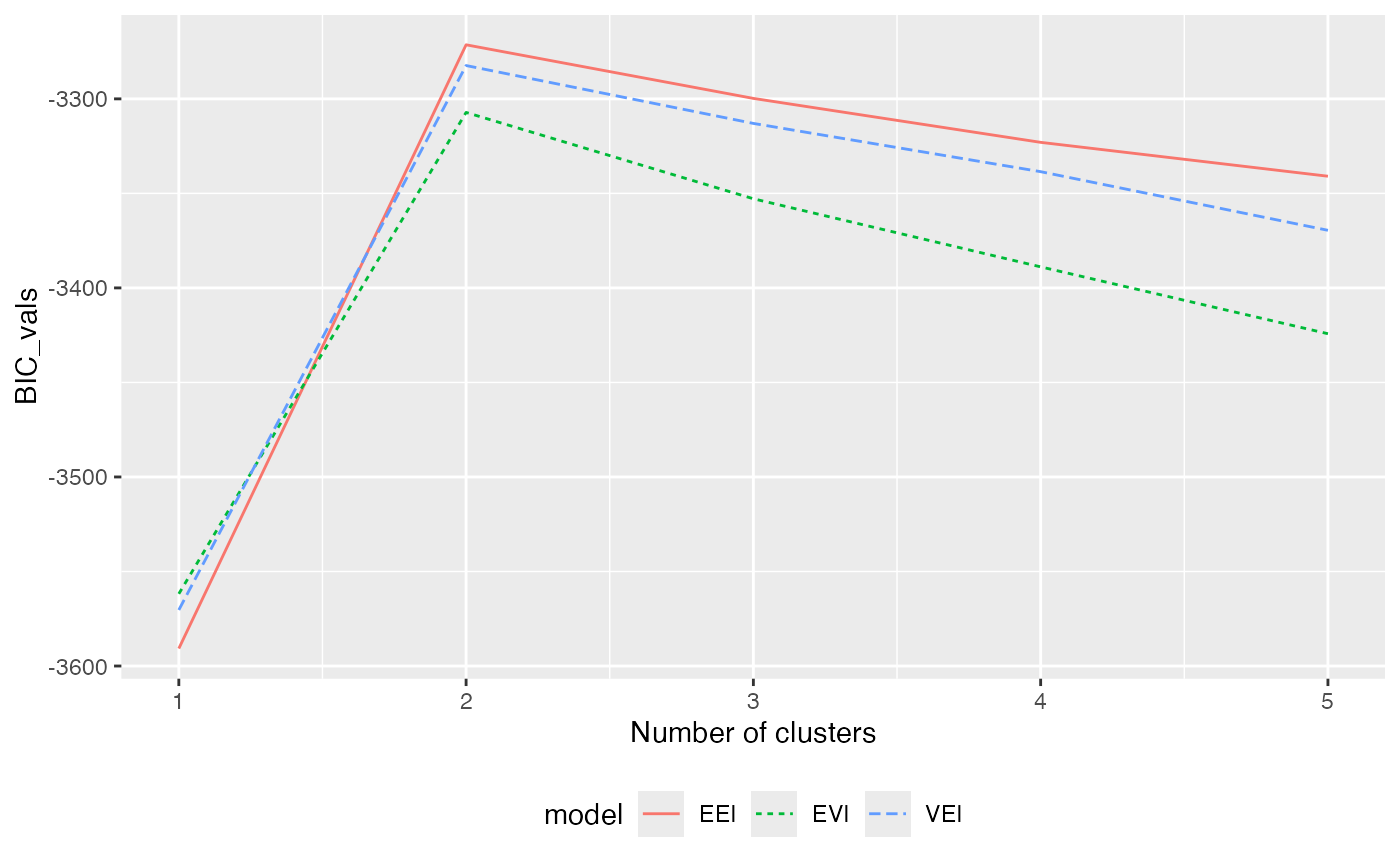 BIC_vals
-3300
-3400
-3500
-3600
1 2 3 4 5
Number of clusters
model EEI EVI VEI